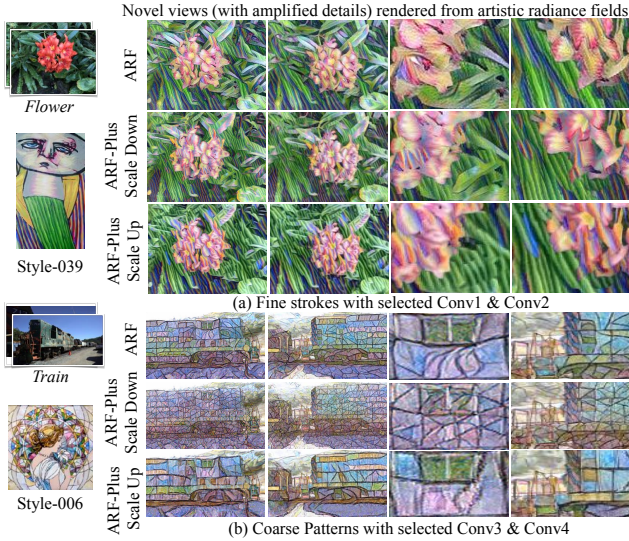 Novel views (with amplified details) rendered from artistic radiance fields
Flower
Style-039
ARF
ARF-Plus
Scale Down
ARF-Plus
Scale Up
(a) Fine strokes with selected Conv1 & Conv2
Train
Style-006
ARF
ARF-Plus
Scale Down
ARF-Plus
Scale Up
(b) Coarse Patterns with selected Conv3 & Conv4